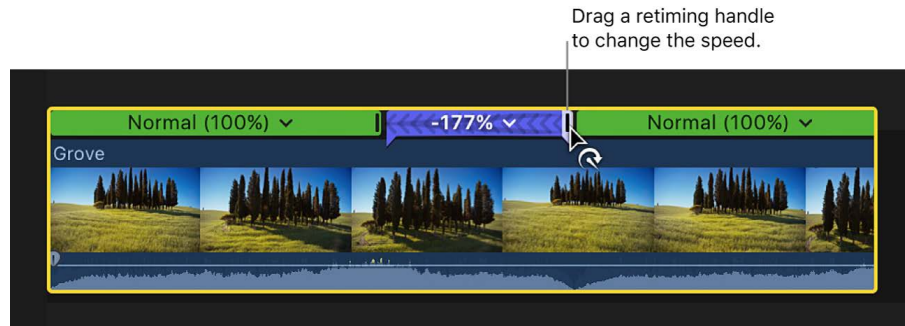 Drag a retiming handle
to change the speed.
Normal (100%)
-177%
Normal (100%)
Grove